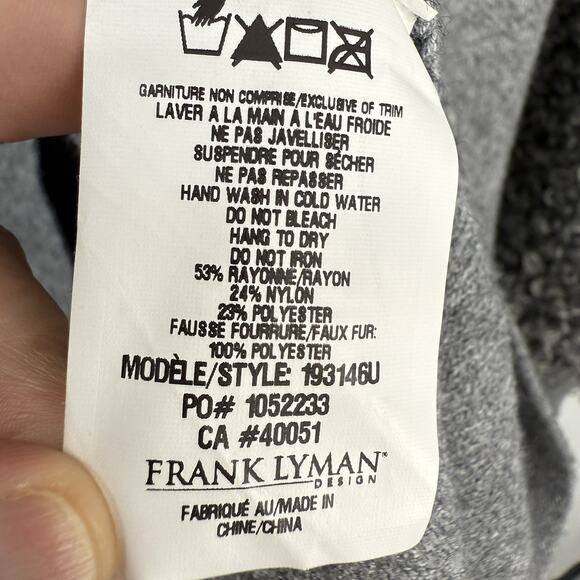 GARNITURE NON COMPRISE/EXCLUSIVE OF TRIM
LAVER A LA MAIN A L'EAU FROIDE
NE PAS JAVELLISER
SUSPENDRE POUR SÉCHER
NE PAS REPASSER
HAND WASH IN COLD WATER
DO NOT BLEACH
HANG TO DRY
DO NOT IRON
53% RAYONNE/RAYON
24% NYLON
23% POLYESTER
FAUSSE FOURRURE/FAUX FUR:
100% POLYESTER
MODÈLE/STYLE: 193146U
PO# 1052233
CA #40051
FRANK LYMAN
DESIGN
FABRIQUÉ AU/MADE IN
CHINE/CHINA